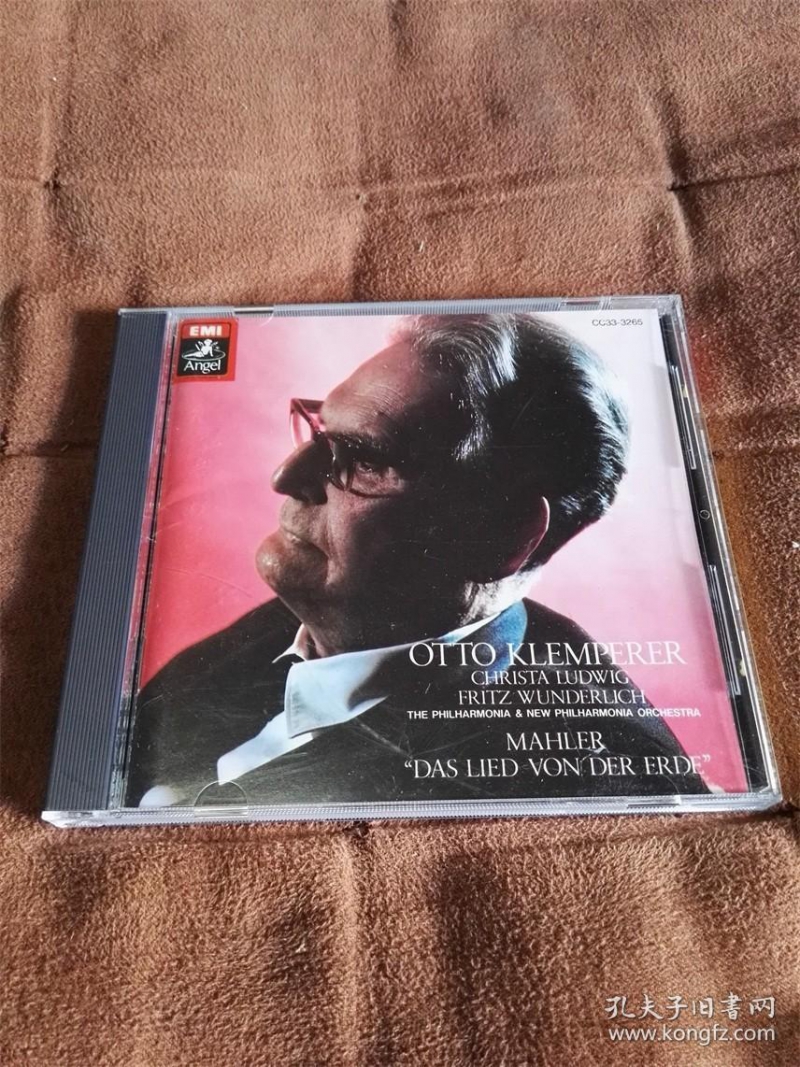 EMI
Angel
CC33-3265
OTTO KLEMPERER
CHRISTA LUDWIG
FRITZ WUNDERLICH
THE PHILHARMONIA & NEW PHILHARMONIA ORCHESTRA
MAHLER
“DAS LIED VON DER ERDE”
孔夫子旧書网
www.kongfz.com